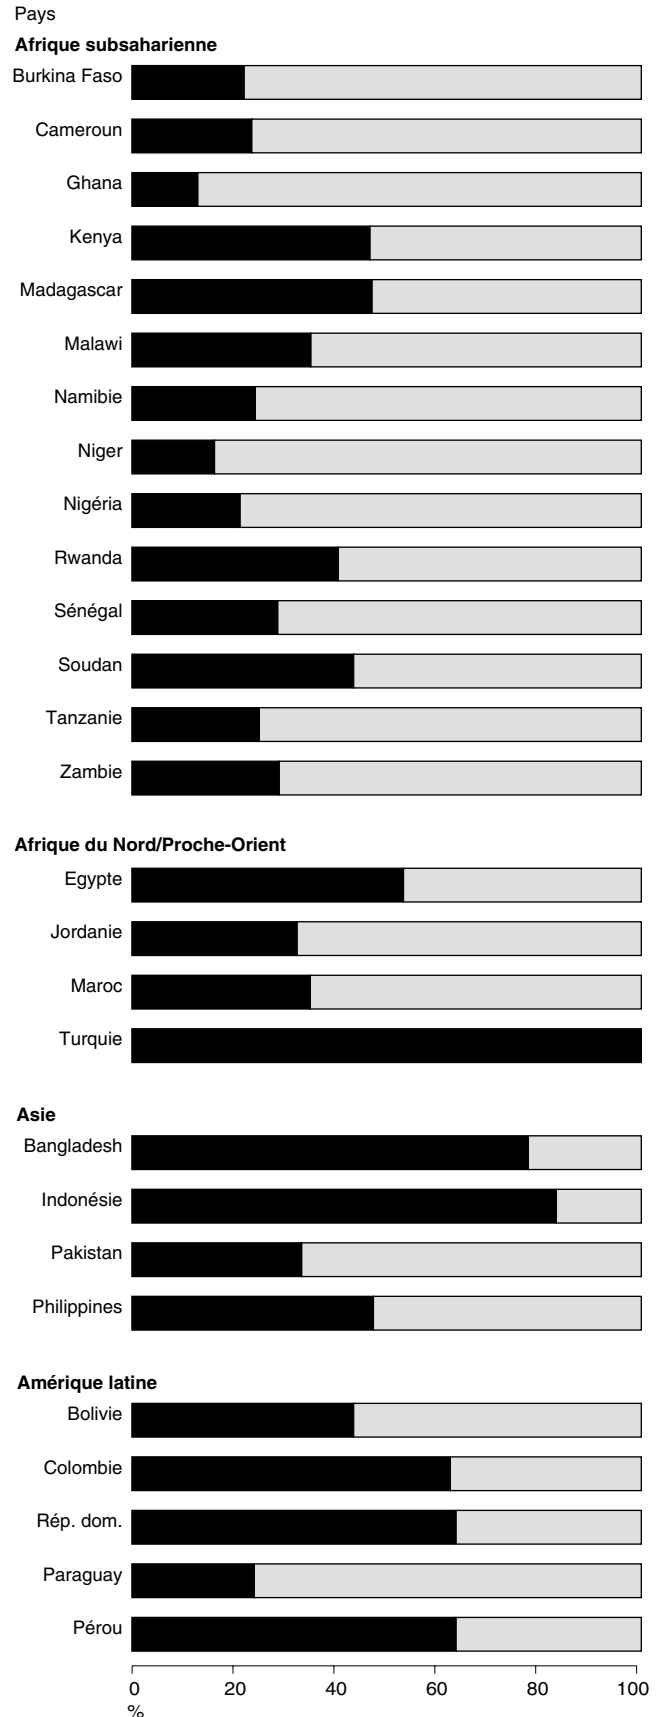 Pays
Afrique subsaharienne
Burkina Faso
Cameroun
Ghana
Kenya
Madagascar
Malawi
Namibie
Niger
Nigéria
Rwanda
Sénégal
Soudan
Tanzanie
Zambie
Afrique du Nord/Proche-Orient
Egypte
Jordanie
Maroc
Turquie
Asie
Bangladesh
Indonésie
Pakistan
Philippines
Amérique latine
Bolivie
Colombie
Rép. dom.
Paraguay
Pérou
0 20 40 60 80 100
%